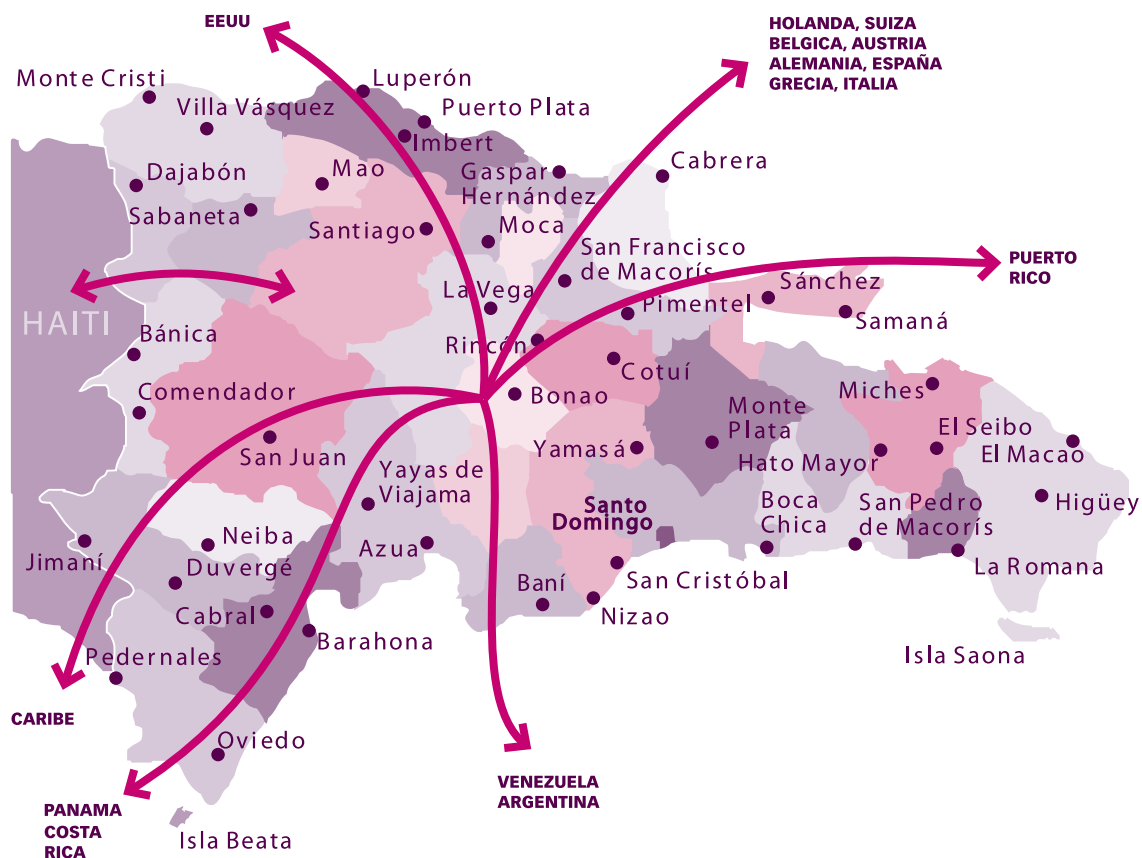 EEUU
HOLANDA, SUIZA
BELGICA, AUSTRIA
ALEMANIA, ESPAÑA
GRECIA, ITALIA
Monte Cristi
Luperón
Villa Vásquez
Puerto Plata
Imbert
Dajabón
Mao
Gaspar
Hernández
Cabrera
Sabaneta
Santiago
Moca
San Francisco
de Macorís
PUERTO
RICO
La Vega
Pimentel
Sánchez
Samaná
HAITI
Bánica
Rincón
Cotuí
Comendador
Bonao
Miches
Monte
Plata
San Juan
Yayas de
Viajama
Yamasá
Hato Mayor
El Seibo
El Macao
Santo
Domingo
Boca
Chica
San Pedro
de Macorís
Higüey
Jimaní
Neiba
Azua
Duvergé
Baní
San Cristóbal
La Romana
Cabral
Nizao
Barahona
Isla Saona
Pedernales
CARIBE
Oviedo
VENEZUELA
ARGENTINA
PANAMA
COSTA
RICA
Isla Beata